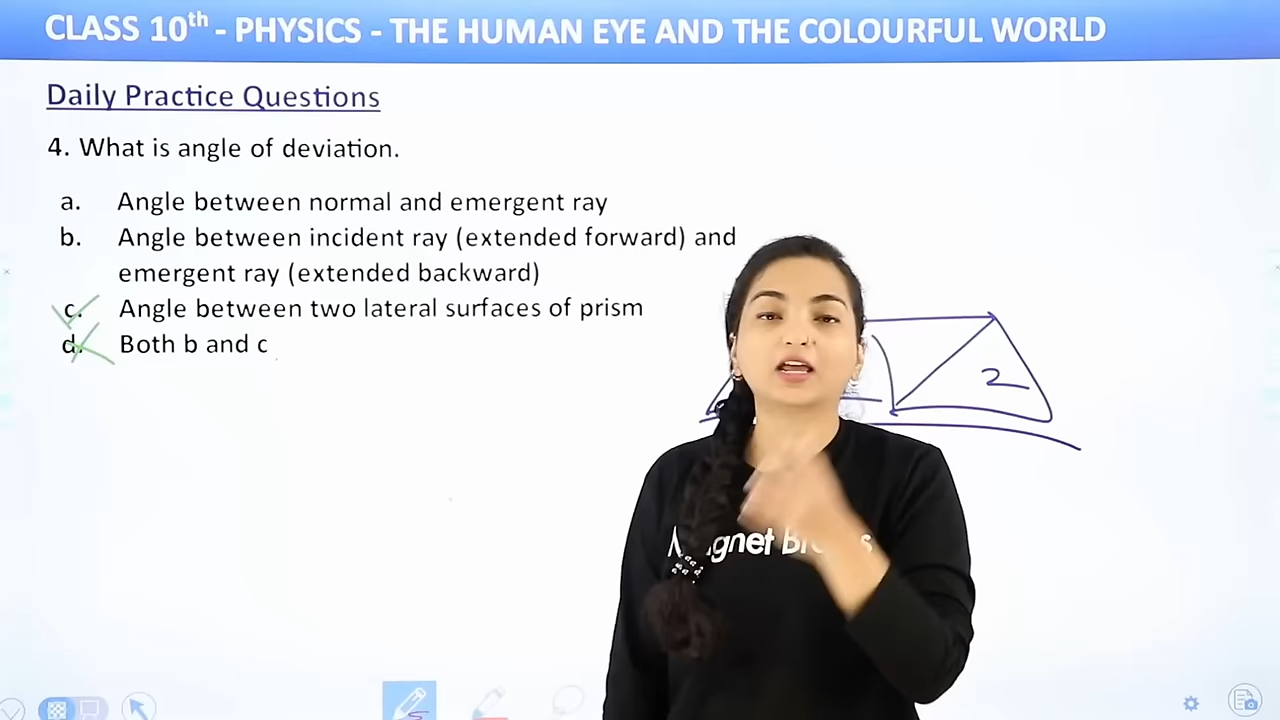 CLASS 10th - PHYSICS - THE HUMAN EYE AND THE COLOURFUL WORLD
Daily Practice Questions
4. What is angle of deviation.
a. Angle between normal and emergent ray
b. Angle between incident ray (extended forward) and
emergent ray (extended backward)
c. Angle between two lateral surfaces of prism
d. Both b and c
2